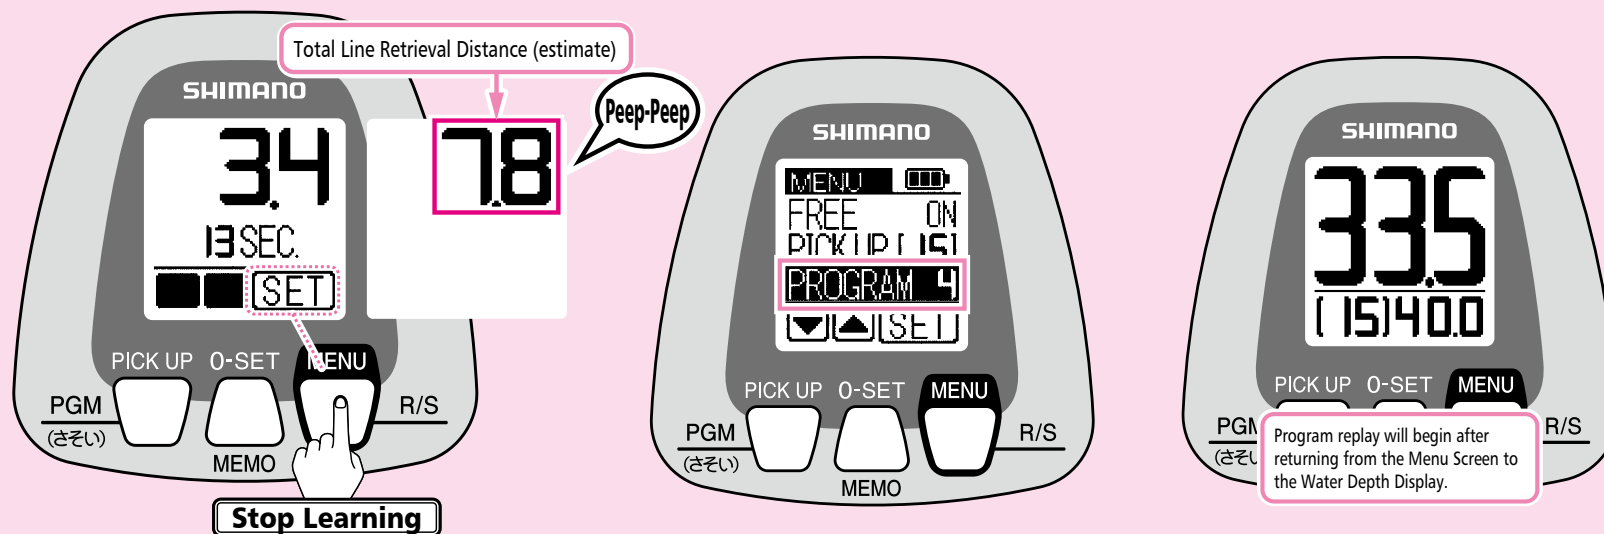 Total Line Retrieval Distance (estimate)
SHIMANO
3.4
13 SEC.
SET
7.8
Peep-Peep
PICK UP 0-SET MENU
PGM R/S
(さそい)
MEMO
Stop Learning
SHIMANO
MENU
FREE ON
PICK UP [ 15]
PROGRAM 4
SET
PICK UP 0-SET MENU
PGM R/S
(さそい)
MEMO
SHIMANO
33.5
[ 15]40.0
PICK UP 0-SET MENU
R/S
Program replay will begin after
returning from the Menu Screen to
the Water Depth Display.